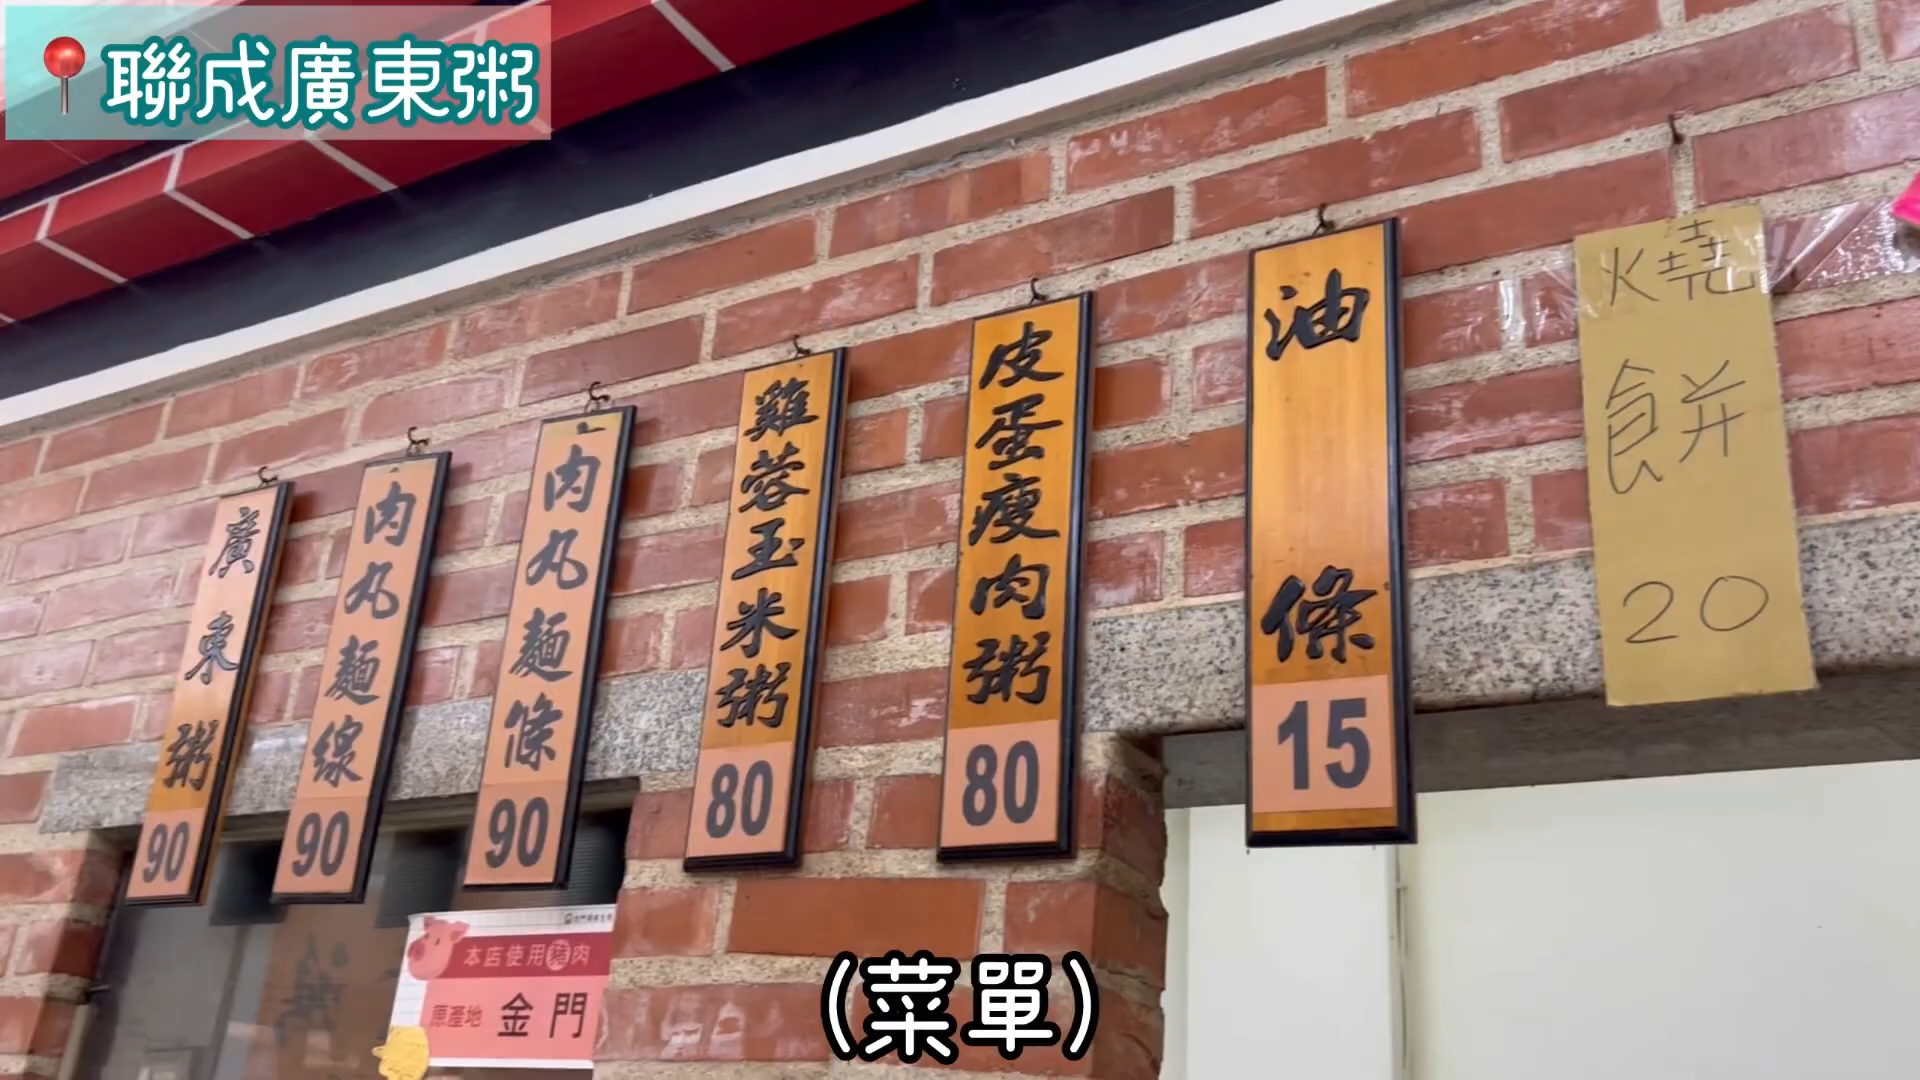 聯成廣東粥
廣東粥
90
肉丸麵線
90
肉丸麵條
90
雞蓉玉米粥
80
皮蛋瘦肉粥
80
油條
15
燒餅
20
本店使用豬肉
原產地 金門
(菜單)